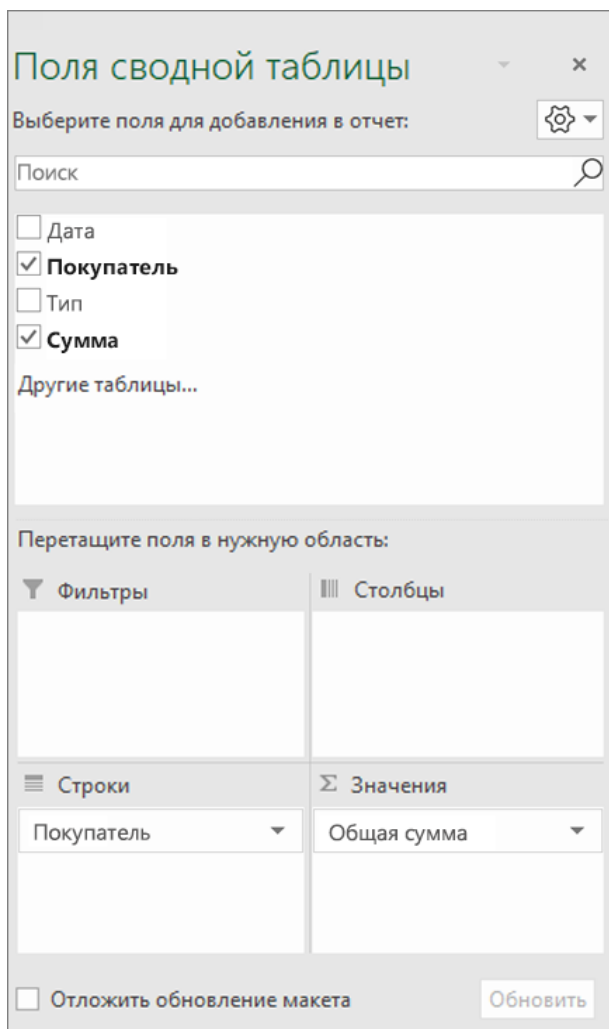 Поля сводной таблицы
Выберите поля для добавления в отчет:
Поиск
Дата
Покупатель
Тип
Сумма
Другие таблицы...
Перетащите поля в нужную область:
Фильтры
Столбцы
Строки
Σ Значения
Покупатель
Общая сумма
Отложить обновление макета
Обновить